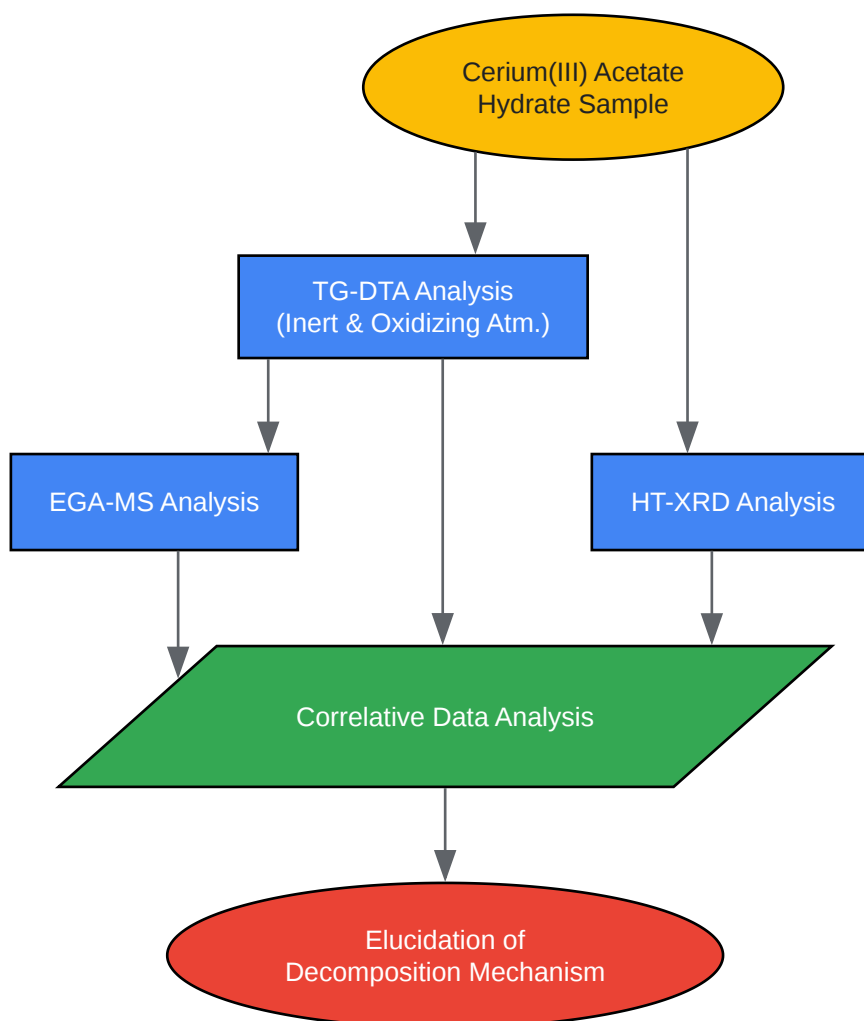 Cerium(III) Acetate
Hydrate Sample
TG-DTA Analysis
(Inert & Oxidizing Atm.)
EGA-MS Analysis
HT-XRD Analysis
Correlative Data Analysis
Elucidation of
Decomposition Mechanism